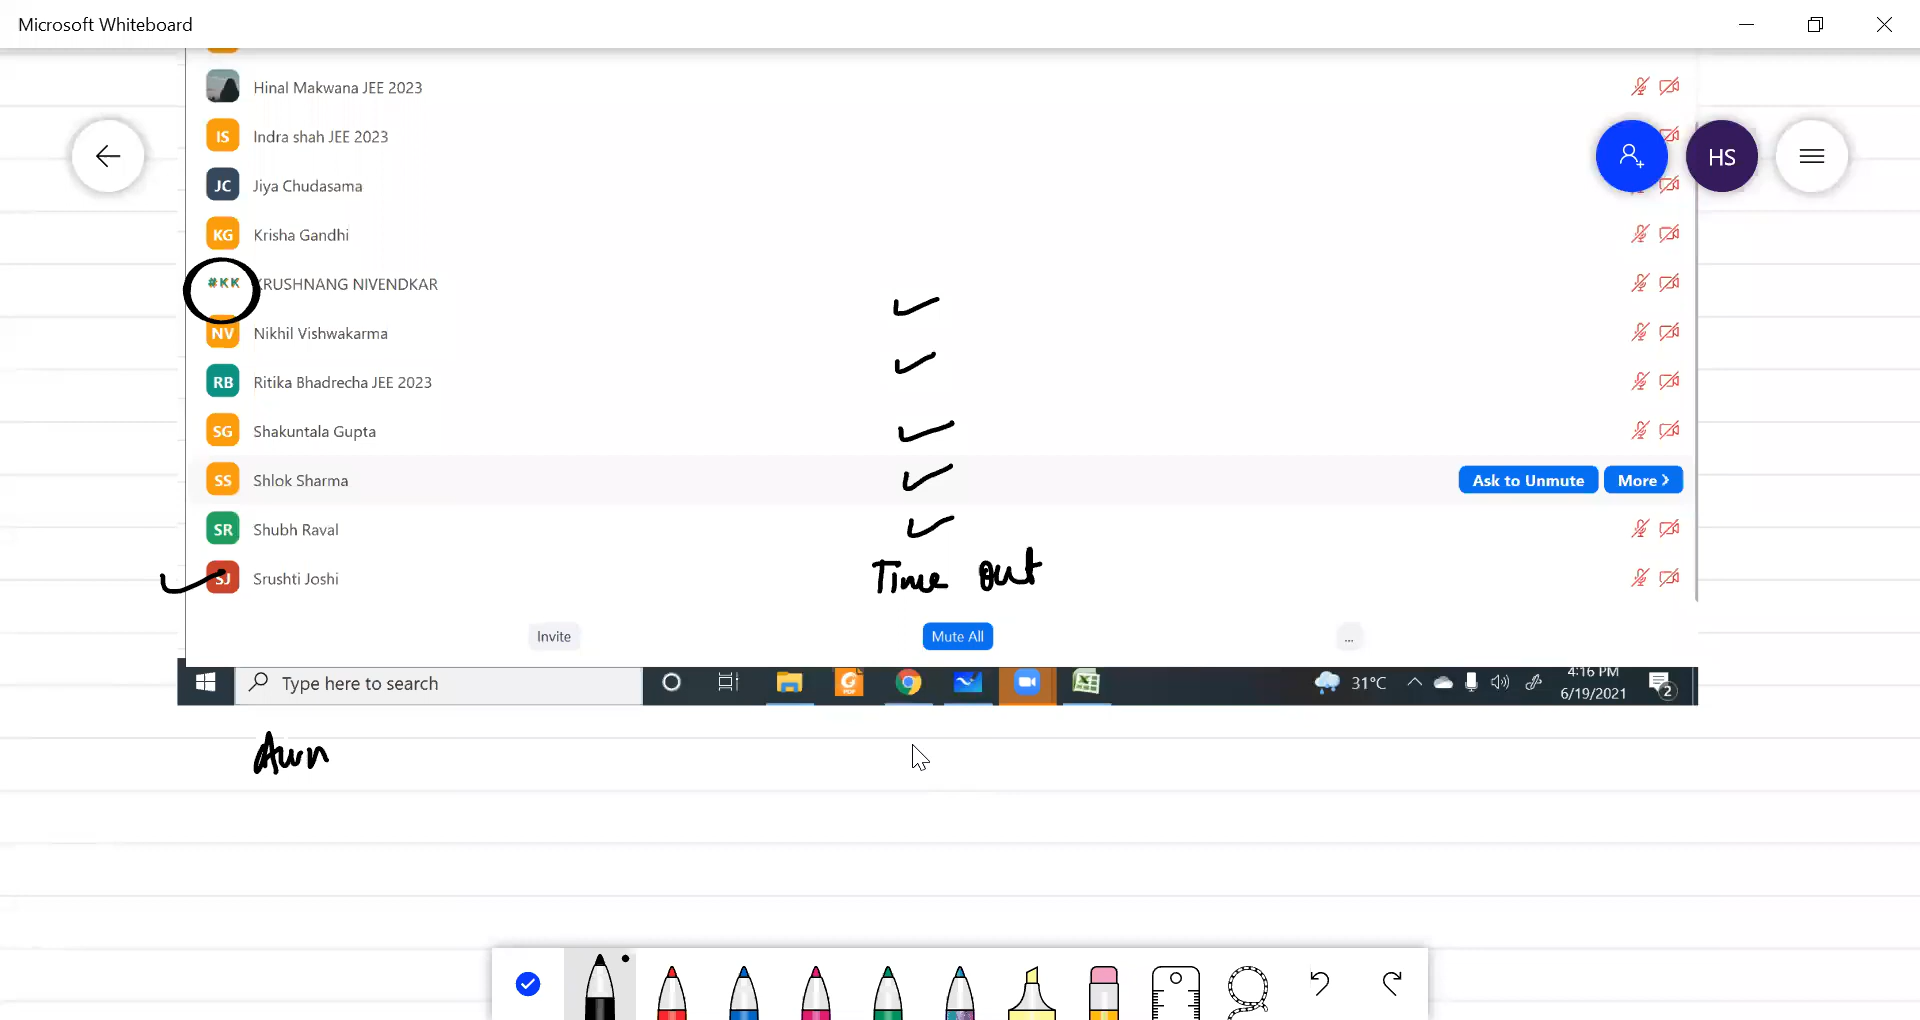 Microsoft Whiteboard
Hinal Makwana JEE 2023
IS Indra shah JEE 2023
HS
JC Jiya Chudasama
KG Krisha Gandhi
#KK KRUSHNANG NIVENDKAR
NV Nikhil Vishwakarma
RB Ritika Bhadrecha JEE 2023
SG Shakuntala Gupta
SS Shlok Sharma Ask to Unmute More >
SR Shubh Raval
SJ Srushti Joshi Time out
Invite Mute All ...
Type here to search 31°C 4:16 PM
6/19/2021 2